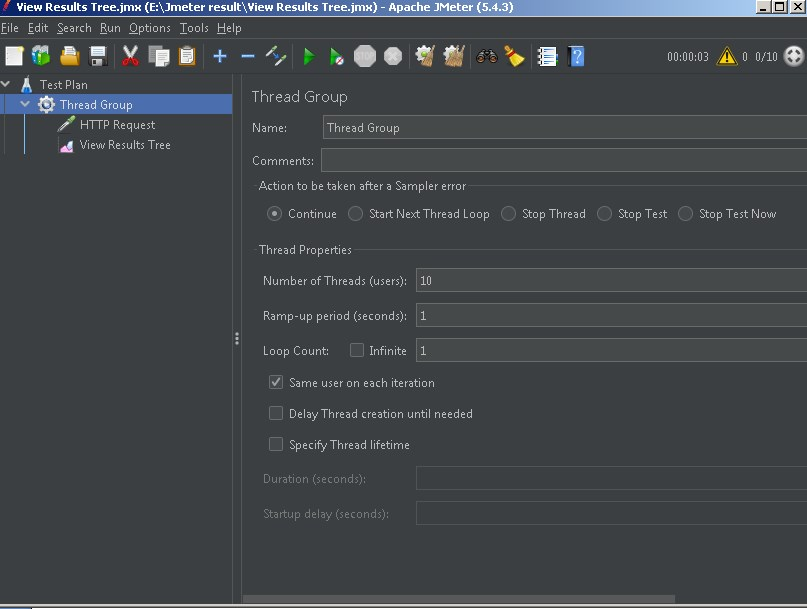 View Results Tree.jmx (E:\Jmeter result\View Results Tree.jmx) - Apache JMeter (5.4.3)
File Edit Search Run Options Tools Help
STOP
00:00:03 0 0/10
Test Plan
Thread Group
HTTP Request
View Results Tree
Thread Group
Name: Thread Group
Comments:
Action to be taken after a Sampler error
Continue Start Next Thread Loop Stop Thread Stop Test Stop Test Now
Thread Properties
Number of Threads (users): 10
Ramp-up period (seconds): 1
Loop Count: Infinite 1
Same user on each iteration
Delay Thread creation until needed
Specify Thread lifetime
Duration (seconds):
Startup delay (seconds):